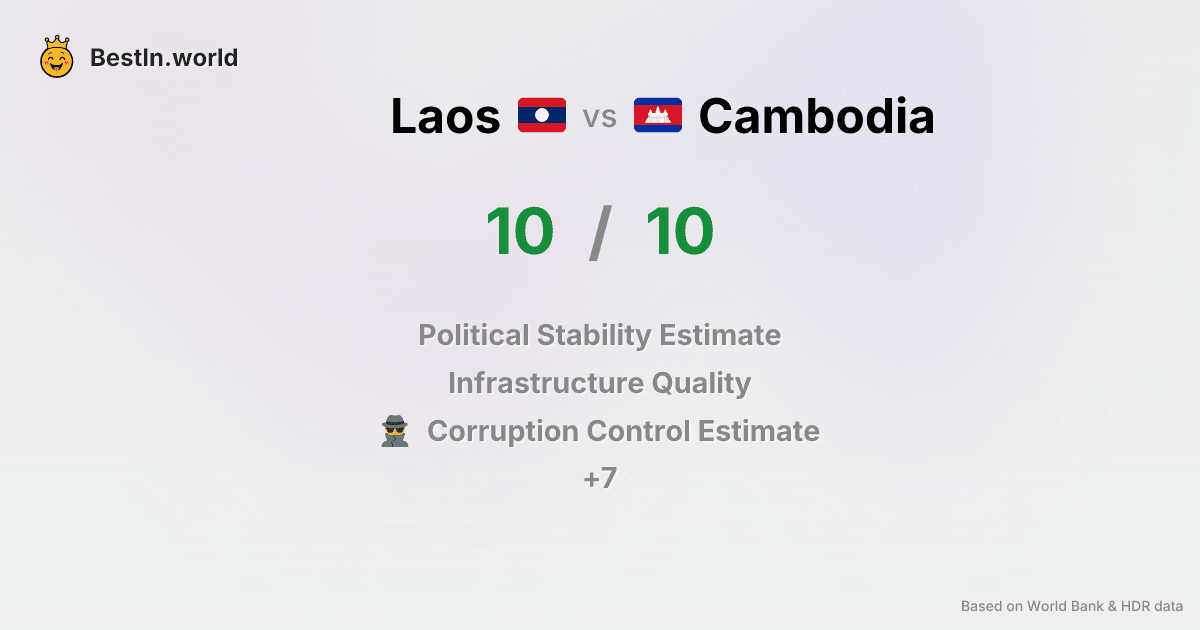 BestIn.world
Laos vs Cambodia
10 / 10
Political Stability Estimate
Infrastructure Quality
Corruption Control Estimate
+7
Based on World Bank & HDR data